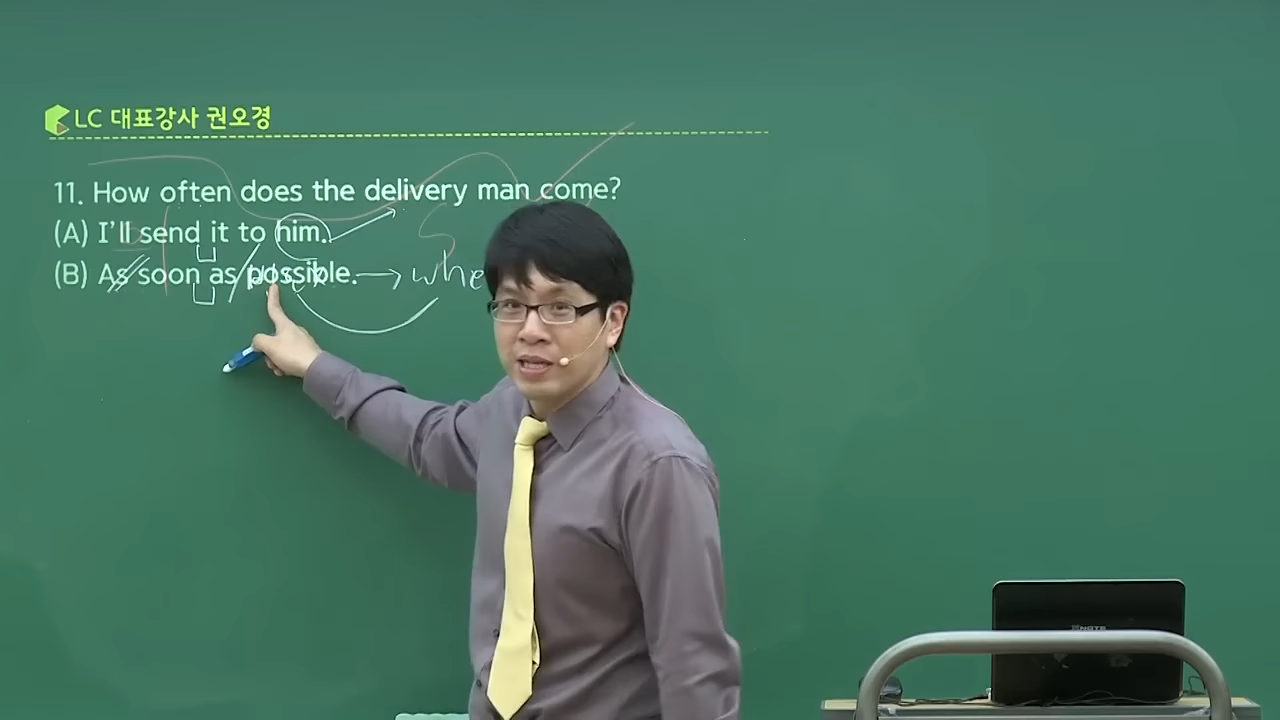 LC 대표강사 권오경
11. How often does the delivery man come?
(A) I'll send it to him.
(B) As soon as possible. → whe